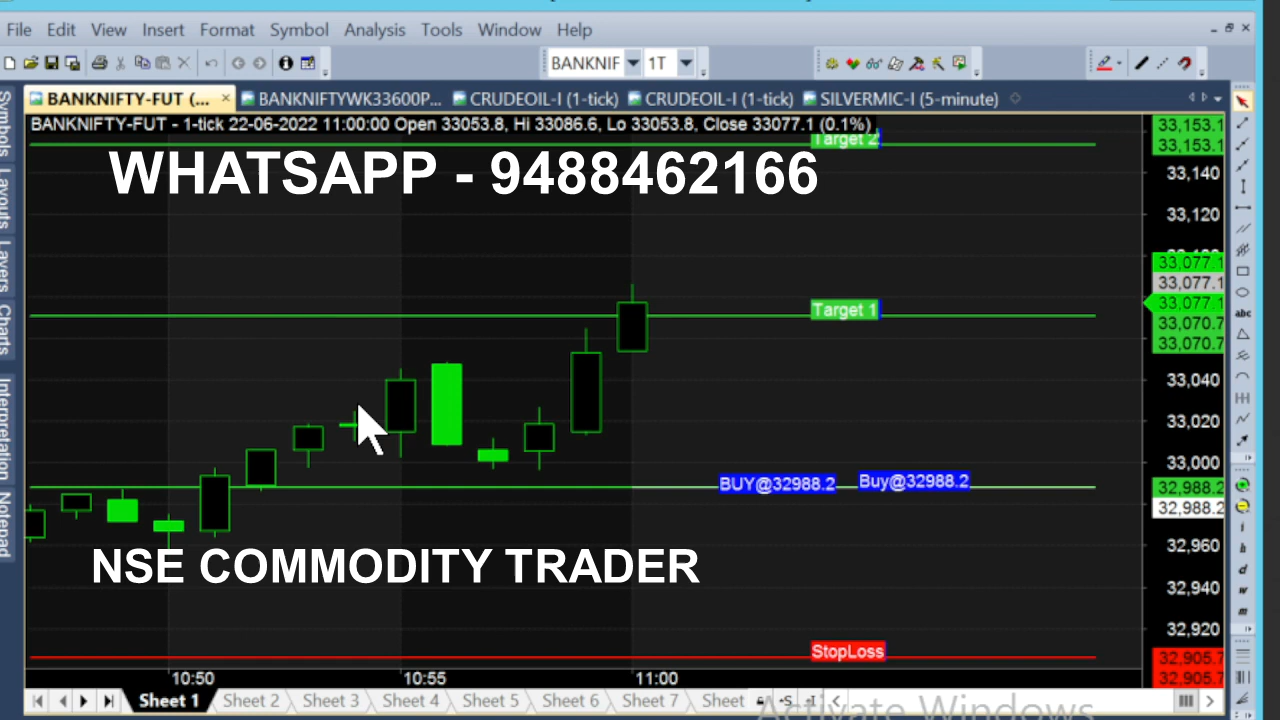 File Edit View Insert Format Symbol Analysis Tools Window Help
BANKNIF 1T
BANKNIFTY-FUT (... BANKNIFTYWK33600P... CRUDEOIL-I (1-tick) CRUDEOIL-I (1-tick) SILVERMIC-I (5-minute)
BANKNIFTY-FUT - 1-tick 22-06-2022 11:00:00 Open 33053.8, Hi 33086.6, Lo 33053.8, Close 33077.1 (0.1%)
33,153.1
Target 2
33,153.1
WHATSAPP - 9488462166
33,140
33,120
33,077.1
33,077.1
33,077.1
Target 1
33,070.7
33,070.7
33,040
33,020
33,000
BUY@32988.2 Buy@32988.2
32,988.2
32,988.2
32,960
NSE COMMODITY TRADER
32,940
32,920
StopLoss
32,905.7
32,905.7
10:50 10:55 11:00
Sheet 1 Sheet 2 Sheet 3 Sheet 4 Sheet 5 Sheet 6 Sheet 7 Sheet
Activate Windows
Symbols
Layouts
Layers
Charts
Interpretation
Notepad
abc